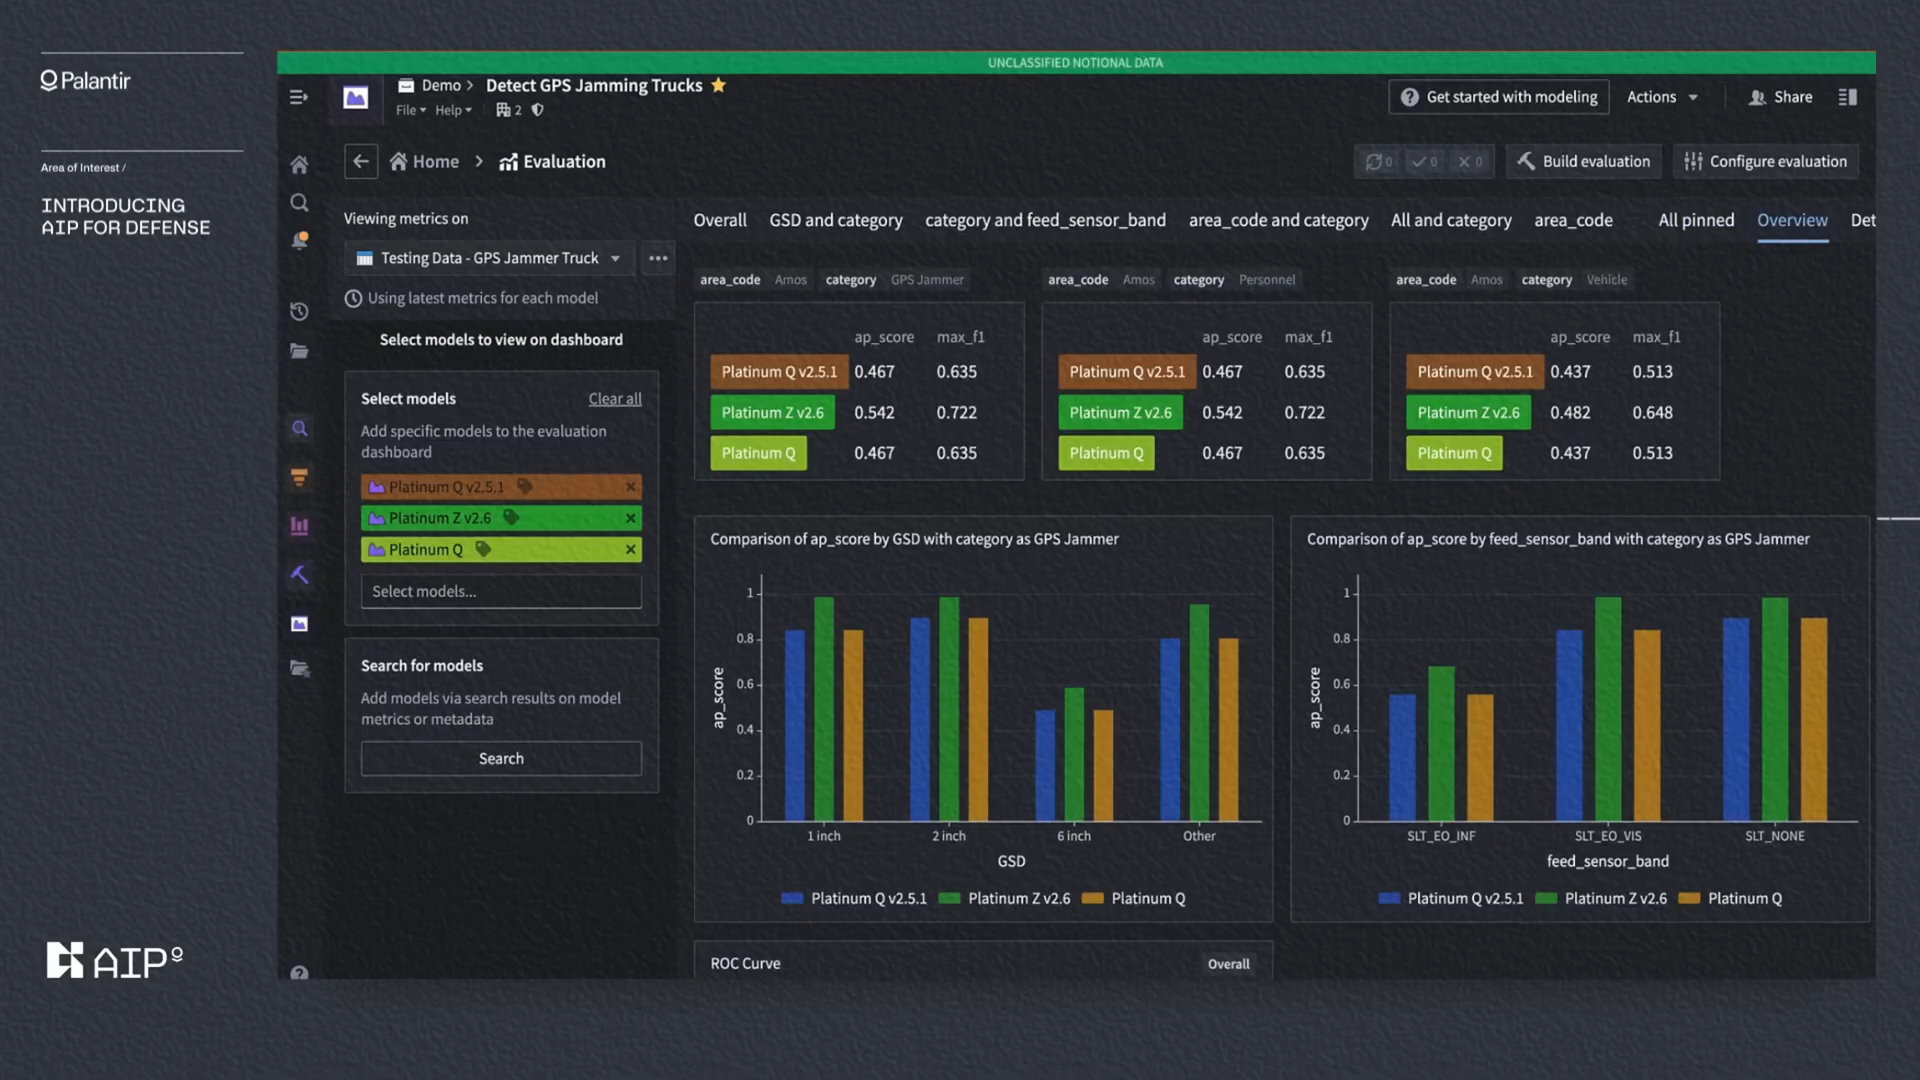 Palantir
Area of Interest /
INTRODUCING
AIP FOR DEFENSE
AIP
UNCLASSIFIED NOTIONAL DATA
Demo > Detect GPS Jamming Trucks
File Help 2
Get started with modeling Actions Share
Home > Evaluation
0 0 0 Build evaluation Configure evaluation
Viewing metrics on
Testing Data - GPS Jammer Truck
Using latest metrics for each model
Select models to view on dashboard
Select models Clear all
Add specific models to the evaluation
dashboard
Platinum Q v2.5.1
Platinum Z v2.6
Platinum Q
Select models...
Search for models
Add models via search results on model
metrics or metadata
Search
Overall GSD and category category and feed_sensor_band area_code and category All and category area_code All pinned Overview Det
area_code Amos category GPS Jammer
ap_score max_f1
Platinum Q v2.5.1 0.467 0.635
Platinum Z v2.6 0.542 0.722
Platinum Q 0.467 0.635
area_code Amos category Personnel
ap_score max_f1
Platinum Q v2.5.1 0.467 0.635
Platinum Z v2.6 0.542 0.722
Platinum Q 0.467 0.635
area_code Amos category Vehicle
ap_score max_f1
Platinum Q v2.5.1 0.437 0.513
Platinum Z v2.6 0.482 0.648
Platinum Q 0.437 0.513
Comparison of ap_score by GSD with category as GPS Jammer
1
0.8
0.6
0.4
0.2
0
ap_score
1 inch 2 inch 6 inch Other
GSD
Platinum Q v2.5.1 Platinum Z v2.6 Platinum Q
Comparison of ap_score by feed_sensor_band with category as GPS Jammer
1
0.8
0.6
0.4
0.2
0
ap_score
SLT_EO_INF SLT_EO_VIS SLT_NONE
feed_sensor_band
Platinum Q v2.5.1 Platinum Z v2.6 Platinum Q
ROC Curve Overall